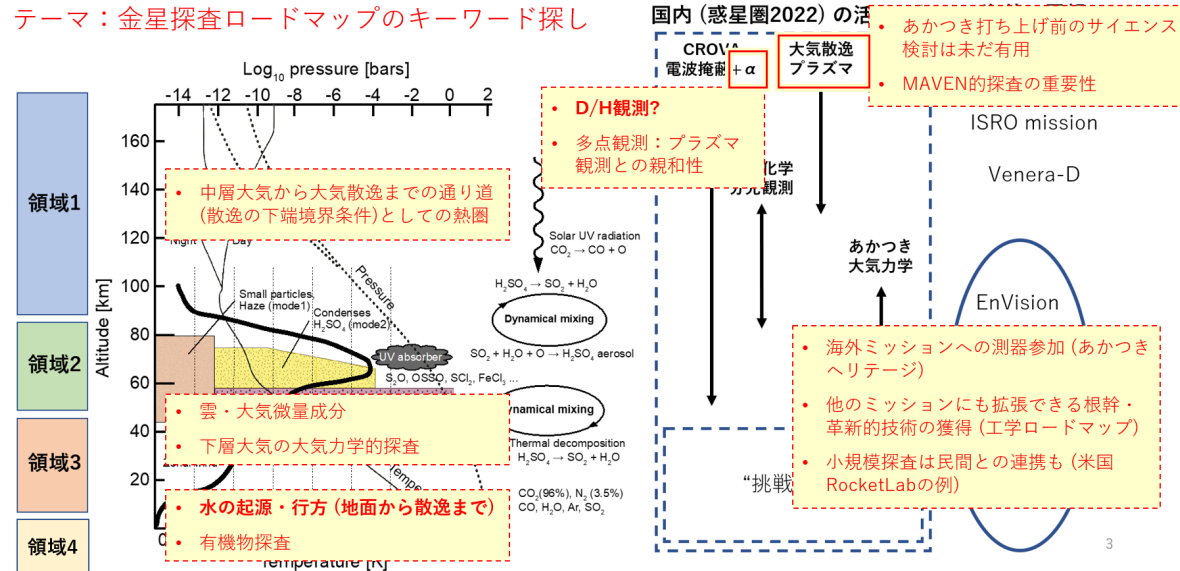 テーマ：金星探査ロードマップのキーワード探し
Log10 pressure [bars]
-14 -12 -10 -8 -6 -4 -2 0 2
領域1
領域2
領域3
領域4
Altitude [km]
160
140
120
100
80
60
40
20
• 中層大気から大気散逸までの通り道
(散逸の下端境界条件)としての熱圏
Pressure
Small particles,
Haze (mode1)
Condenses
H2SO4 (mode2)
UV absorber
S2O, OSSO, SCl2, FeCl3 ...
Solar UV radiation
CO2 → CO + O
H2SO4 → SO2 + H2O
Dynamical mixing
SO2 + H2O + O → H2SO4 aerosol
Thermal decomposition
H2SO4 → SO2 + H2O
CO2(96%), N2 (3.5%)
CO, H2O, Ar, SO2
• 雲・大気微量成分
• 下層大気の大気力学的探査
• 水の起源・行方 (地面から散逸まで)
• 有機物探査
Temperature [K]
国内 (惑星圏2022) の活
CROVA
電波掩蔽 + α
大気散逸
プラズマ
• D/H観測?
• 多点観測：プラズマ
観測との親和性
• あかつき打ち上げ前のサイエンス
検討は未だ有用
• MAVEN的探査の重要性
ISRO mission
Venera-D
あかつき
大気力学
EnVision
• 海外ミッションへの測器参加 (あかつき
ヘリテージ)
• 他のミッションにも拡張できる根幹・
革新的技術の獲得 (工学ロードマップ)
• 小規模探査は民間との連携も (米国
RocketLabの例)
“挑戦
3